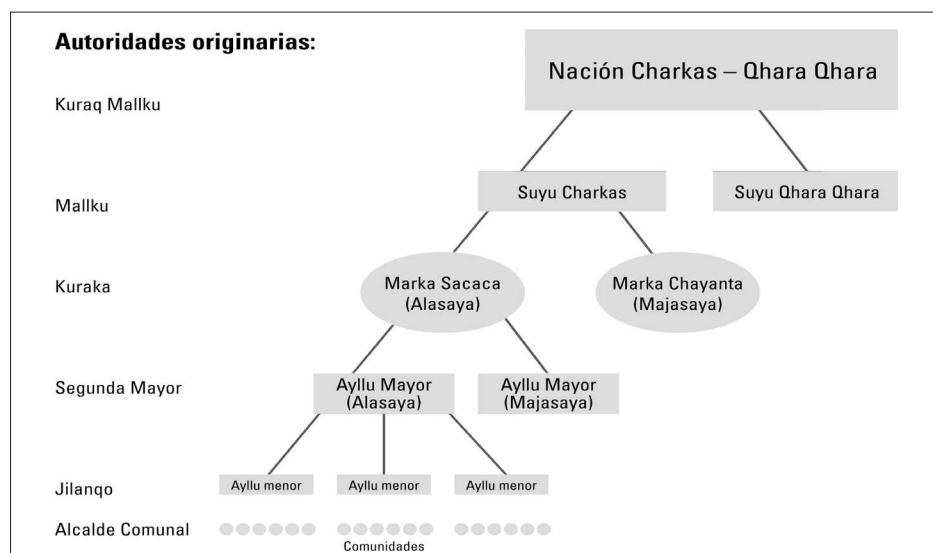 Autoridades originarias:
Nación Charkas – Qhara Qhara
Kuraq Mallku
Mallku
Suyu Charkas
Suyu Qhara Qhara
Kuraka
Marka Sacaca
(Alasaya)
Marka Chayanta
(Majasaya)
Segunda Mayor
Ayllu Mayor
(Alasaya)
Ayllu Mayor
(Majasaya)
Jilanqo
Ayllu menor
Ayllu menor
Ayllu menor
Alcalde Comunal
Comunidades